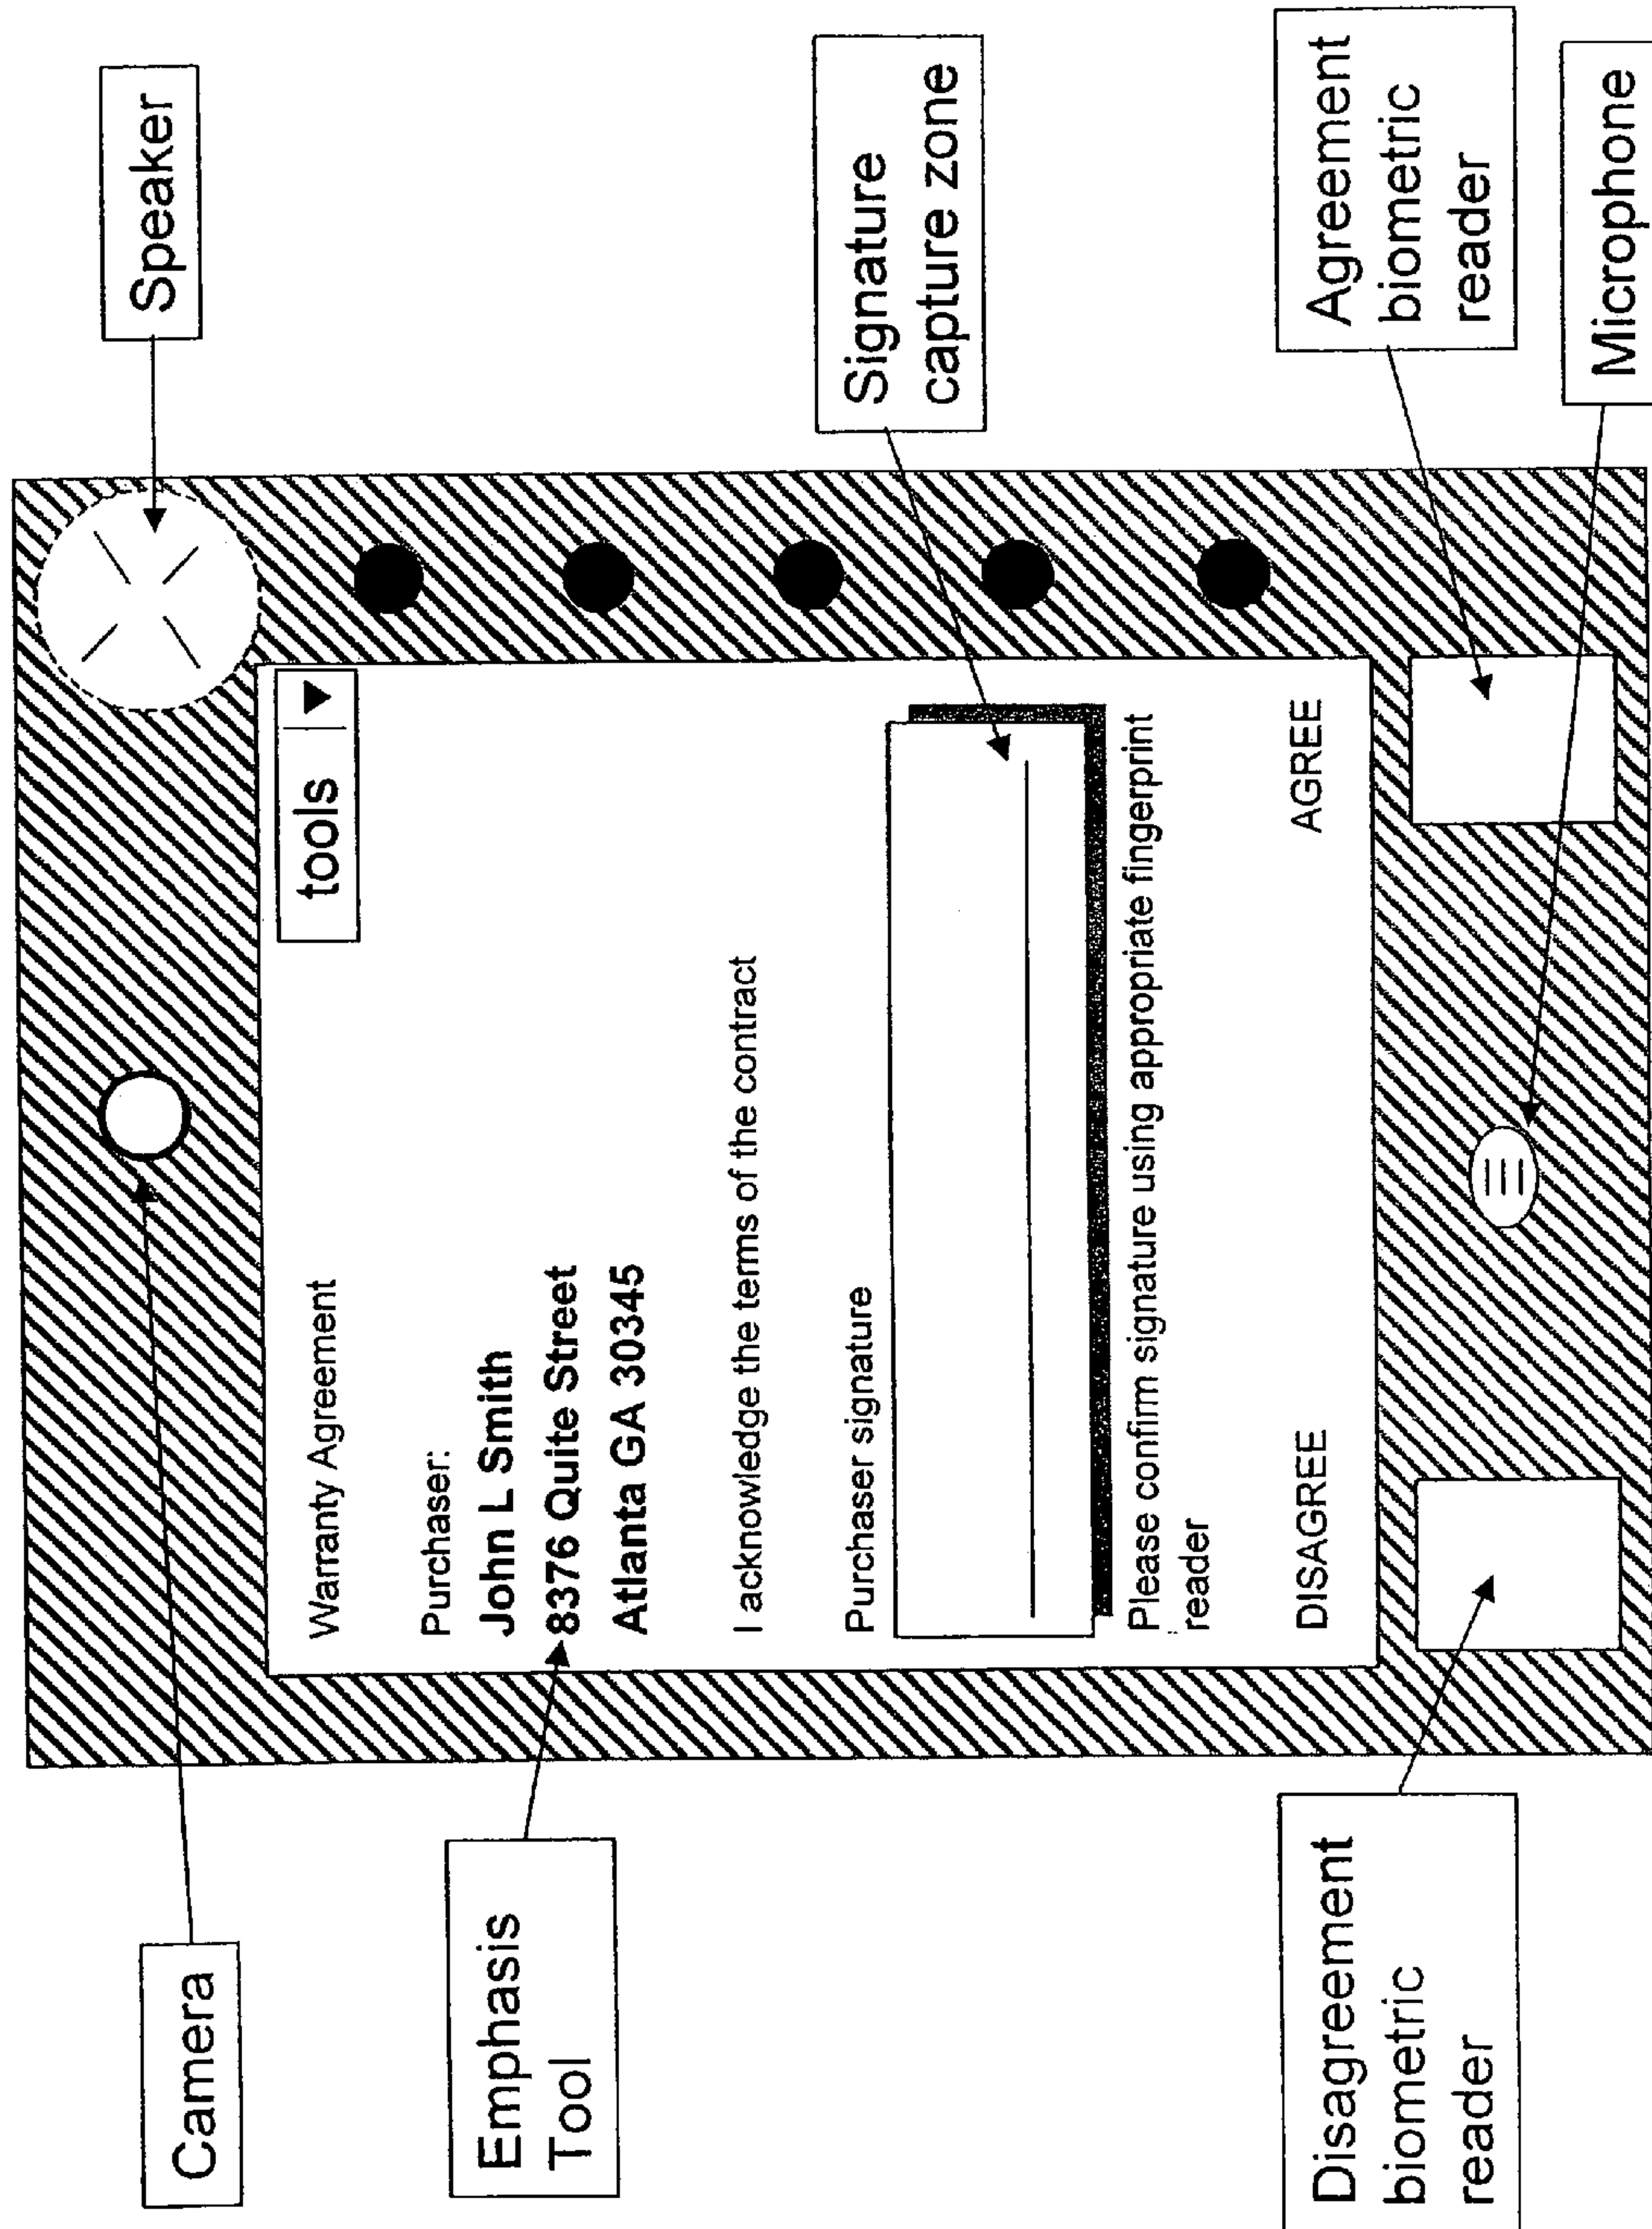 Camera
Speaker
tools
Warranty Agreement
Purchaser:
John L Smith
8376 Quite Street
Atlanta GA 30345
Emphasis
Tool
I acknowledge the terms of the contract
Purchaser signature
Signature
capture zone
Please confirm signature using appropriate fingerprint
reader
DISAGREE
AGREE
Disagreement
biometric
reader
Agreement
biometric
reader
Microphone